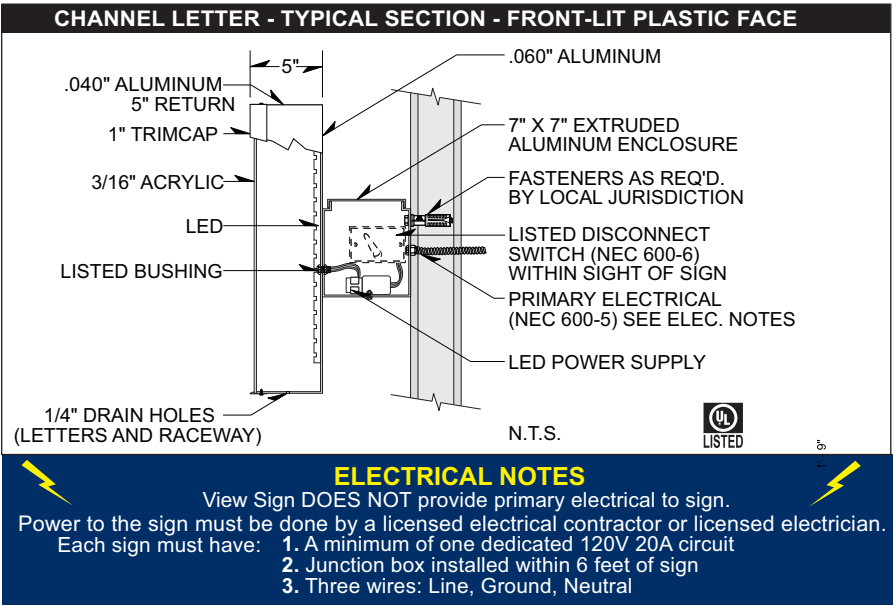 CHANNEL LETTER - TYPICAL SECTION - FRONT-LIT PLASTIC FACE
5"
.060" ALUMINUM
.040" ALUMINUM
5" RETURN
1" TRIMCAP
7" X 7" EXTRUDED
ALUMINUM ENCLOSURE
3/16" ACRYLIC
FASTENERS AS REQ'D.
BY LOCAL JURISDICTION
LED
LISTED DISCONNECT
SWITCH (NEC 600-6)
WITHIN SIGHT OF SIGN
LISTED BUSHING
PRIMARY ELECTRICAL
(NEC 600-5) SEE ELEC. NOTES
LED POWER SUPPLY
1/4" DRAIN HOLES
(LETTERS AND RACEWAY)
N.T.S.
UL
LISTED
1'- 9"
ELECTRICAL NOTES
View Sign DOES NOT provide primary electrical to sign.
Power to the sign must be done by a licensed electrical contractor or licensed electrician.
Each sign must have: 1. A minimum of one dedicated 120V 20A circuit
2. Junction box installed within 6 feet of sign
3. Three wires: Line, Ground, Neutral